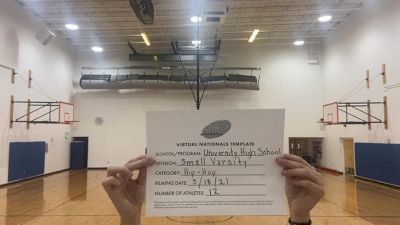 VIRTUAL NATIONALS TEMPLATE
SCHOOL/PROGRAM: University High School
DIVISION: Small Varsity
CATEGORY: Hip-Hop
FILMING DATE: 3/18/21
NUMBER OF ATHLETES: 12